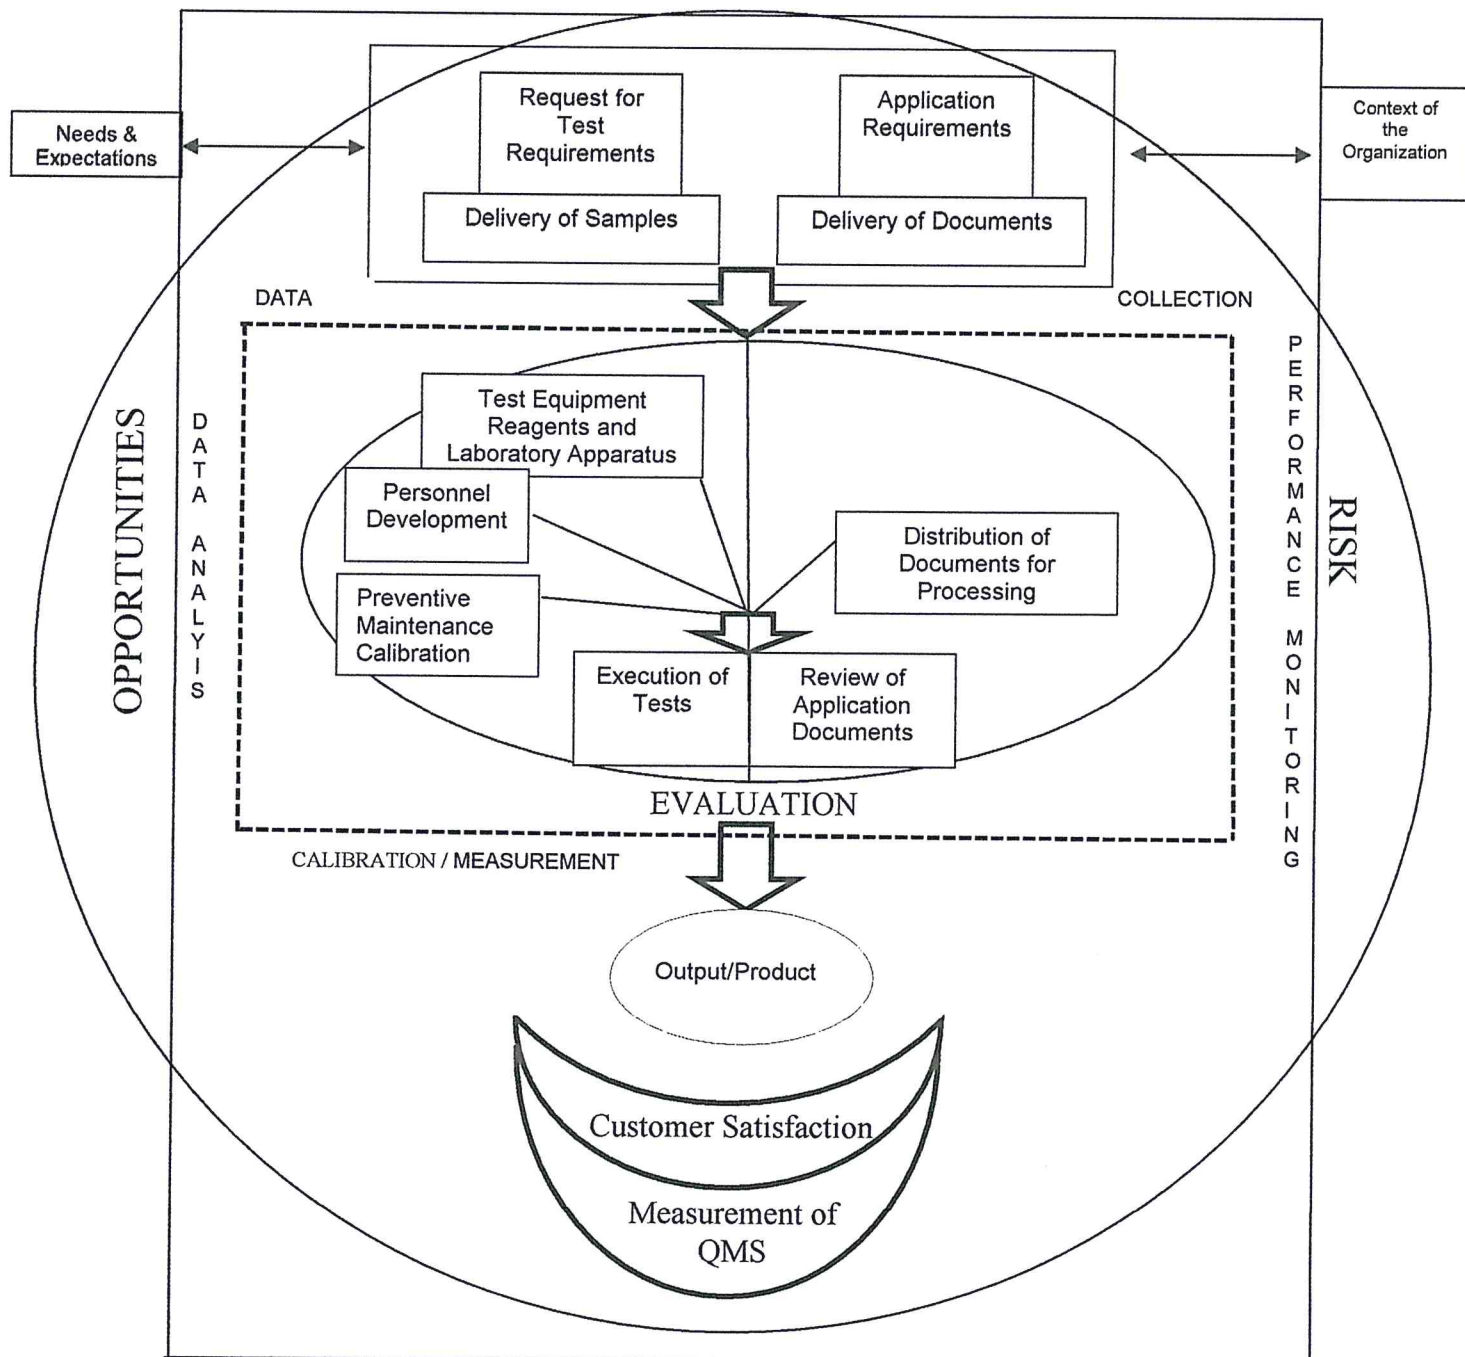 Request for
Test
Requirements
Application
Requirements
Needs &
Expectations
Context of
the
Organization
Delivery of Samples
Delivery of Documents
DATA
COLLECTION
OPPORTUNITIES
DATA ANALYIS
Test Equipment
Reagents and
Laboratory Apparatus
Personnel
Development
Preventive
Maintenance
Calibration
Distribution of
Documents for
Processing
Execution of
Tests
Review of
Application
Documents
PERFORMANCE MONITORING
RISK
EVALUATION
CALIBRATION / MEASUREMENT
Output/Product
Customer Satisfaction
Measurement of
QMS